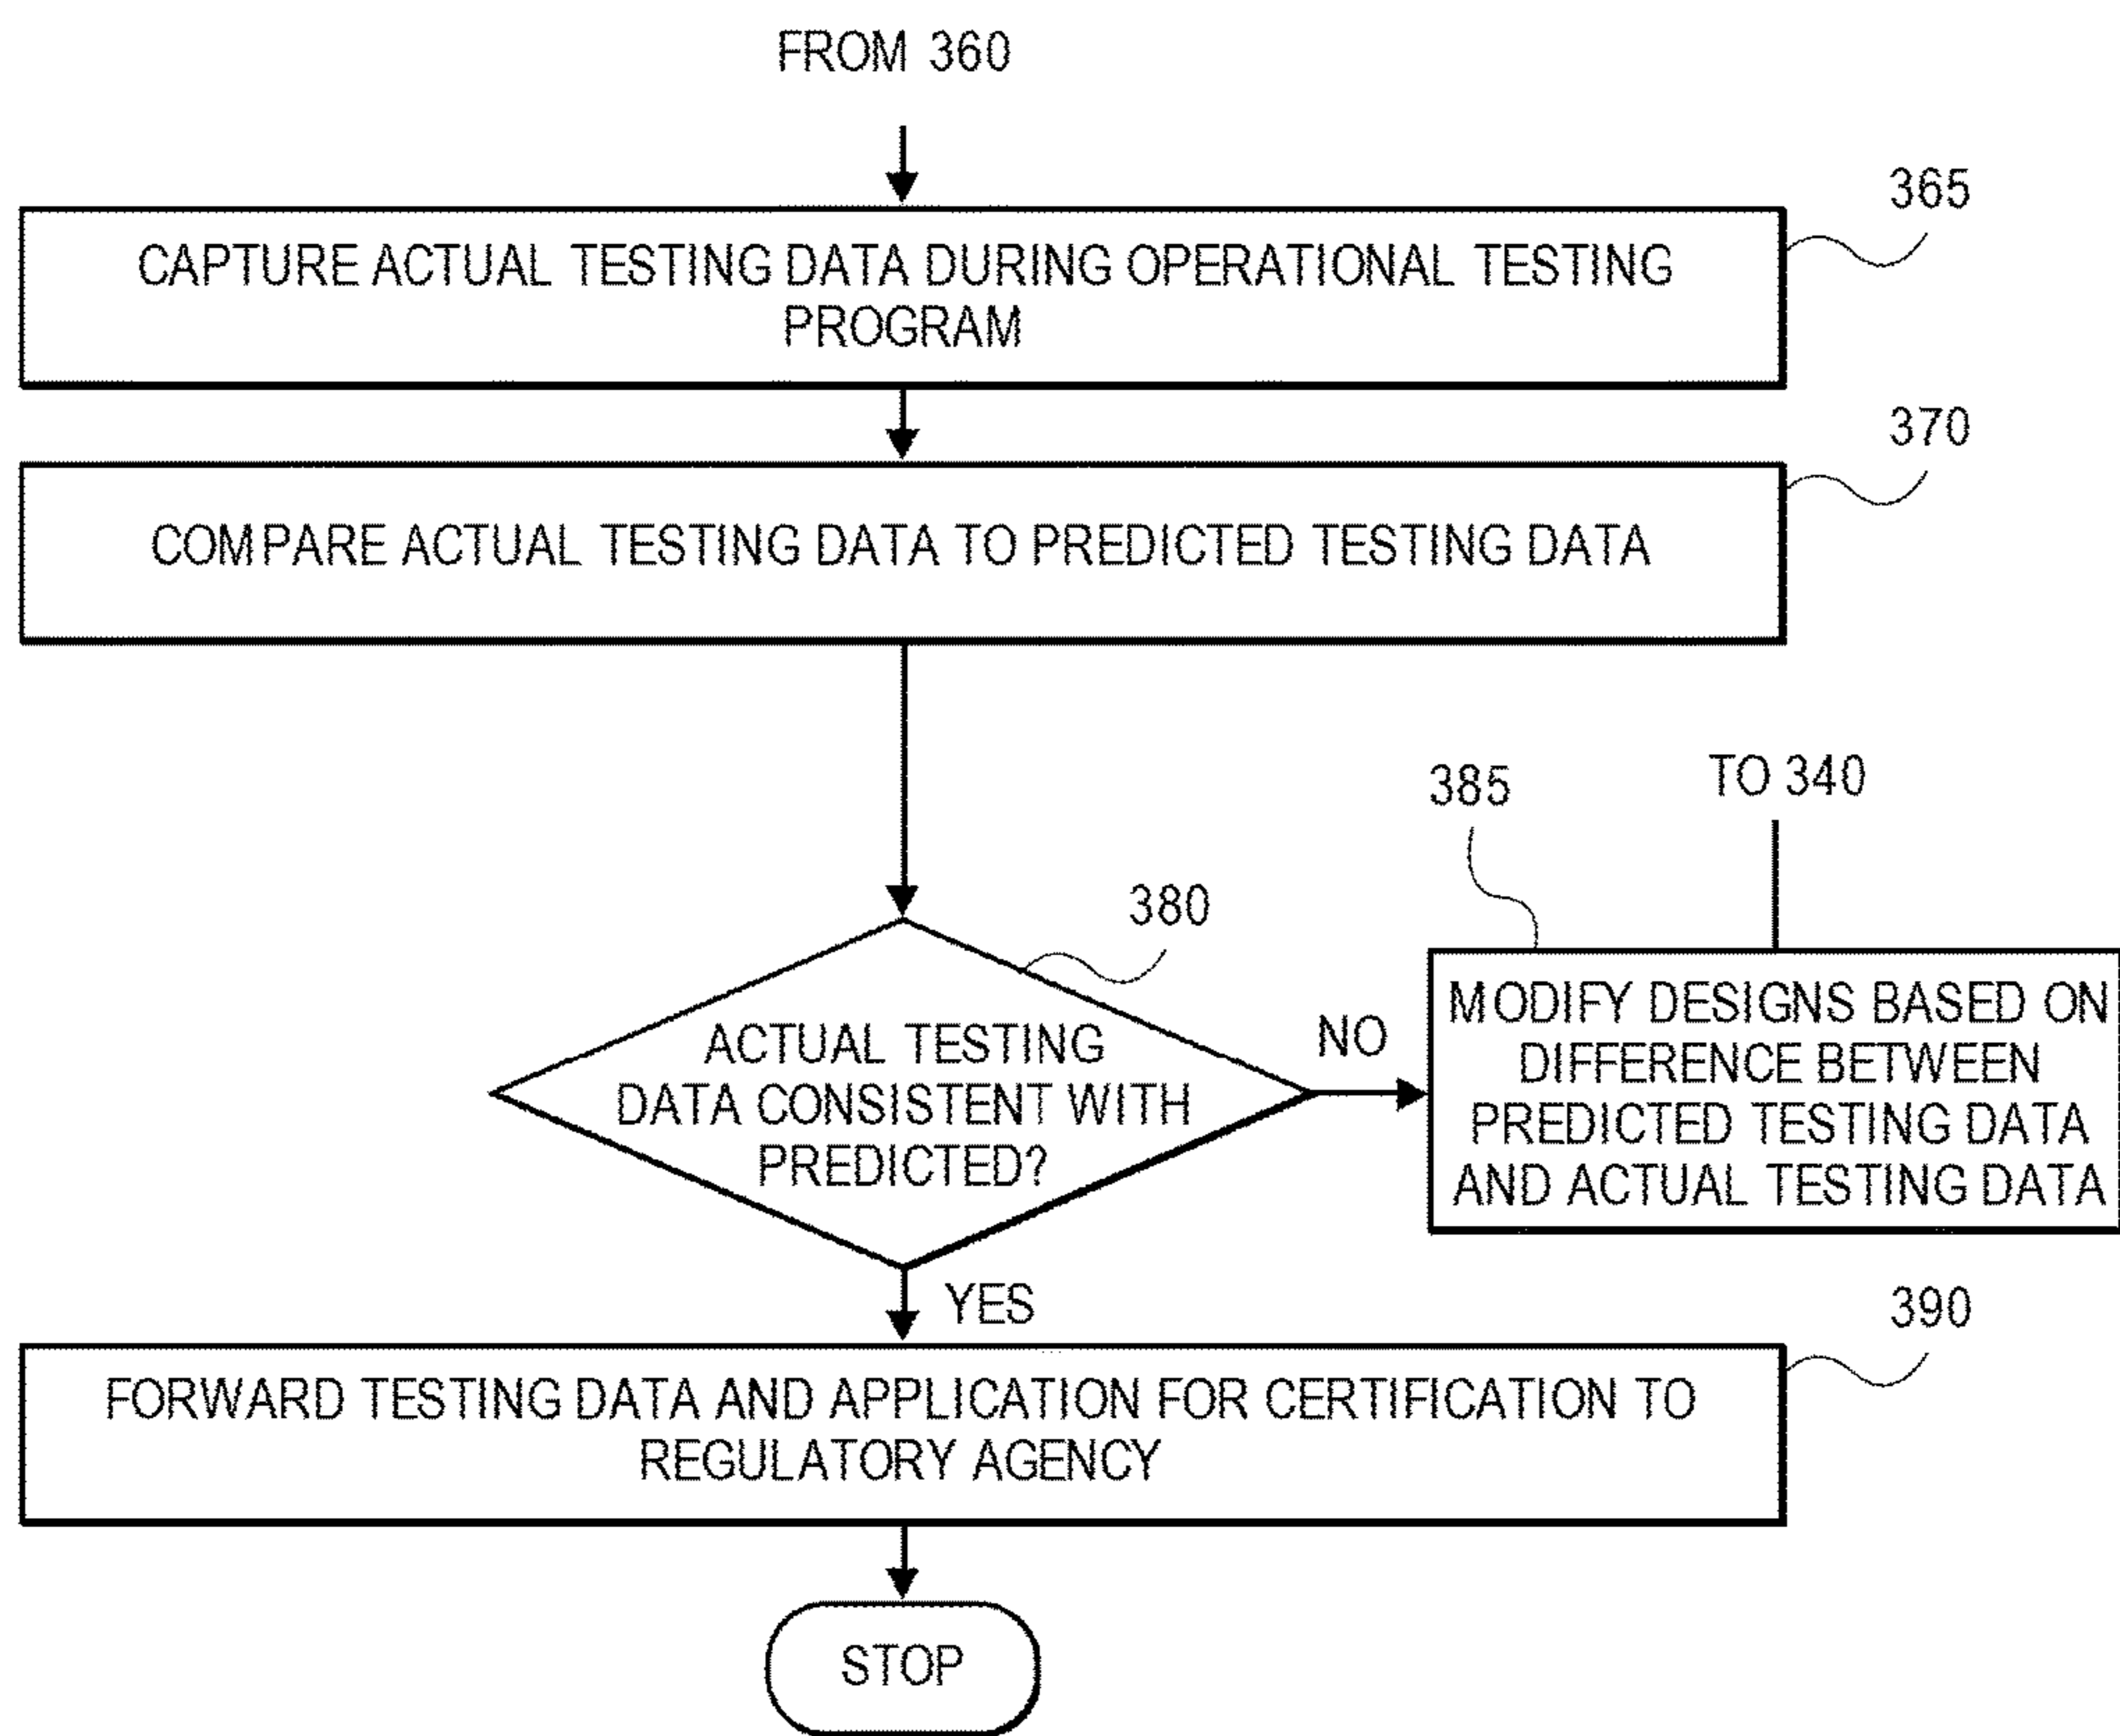 FROM 360
365
CAPTURE ACTUAL TESTING DATA DURING OPERATIONAL TESTING
PROGRAM
370
COMPARE ACTUAL TESTING DATA TO PREDICTED TESTING DATA
385
TO 340
380
ACTUAL TESTING
DATA CONSISTENT WITH
PREDICTED?
NO
MODIFY DESIGNS BASED ON
DIFFERENCE BETWEEN
PREDICTED TESTING DATA
AND ACTUAL TESTING DATA
YES
390
FORWARD TESTING DATA AND APPLICATION FOR CERTIFICATION TO
REGULATORY AGENCY
STOP